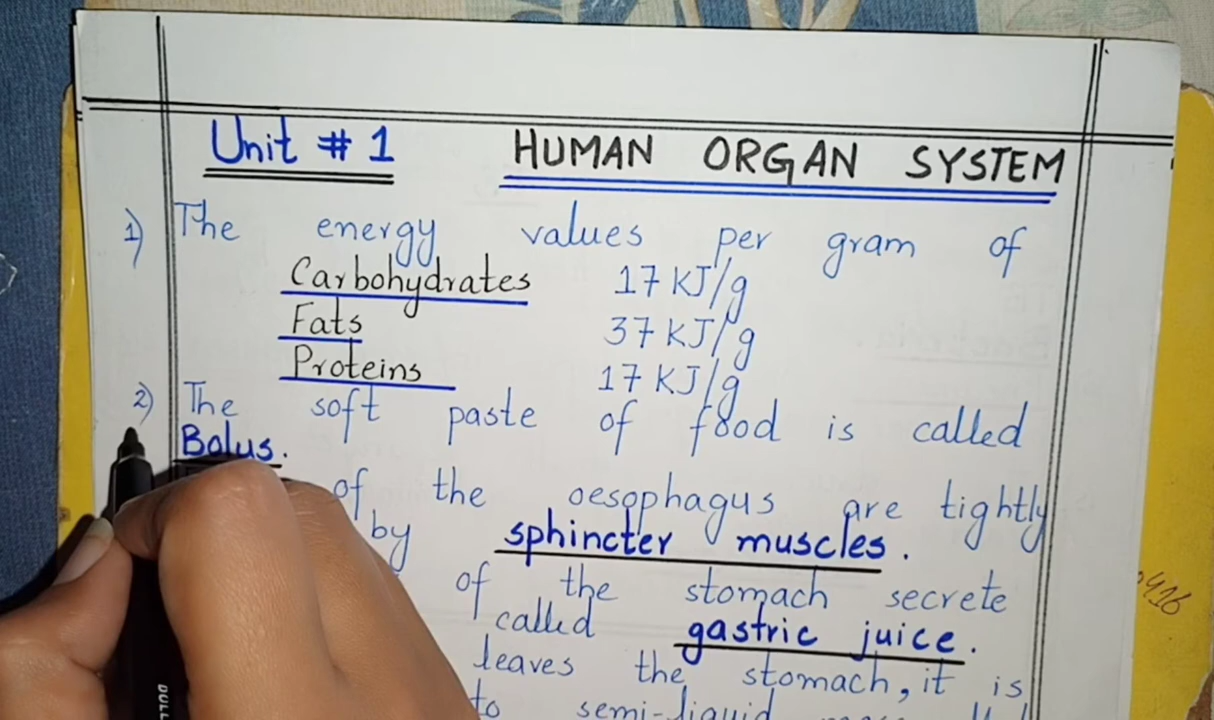 Unit # 1 HUMAN ORGAN SYSTEM
1) The energy values per gram of
Carbohydrates 17 KJ/g
Fats 37 KJ/g
Proteins 17 KJ/g
2) The soft paste of food is called
Bolus.
of the oesophagus are tightly
by sphincter muscles.
of the stomach secrete
called gastric juice.
leaves the stomach, it is
to semi-liquid